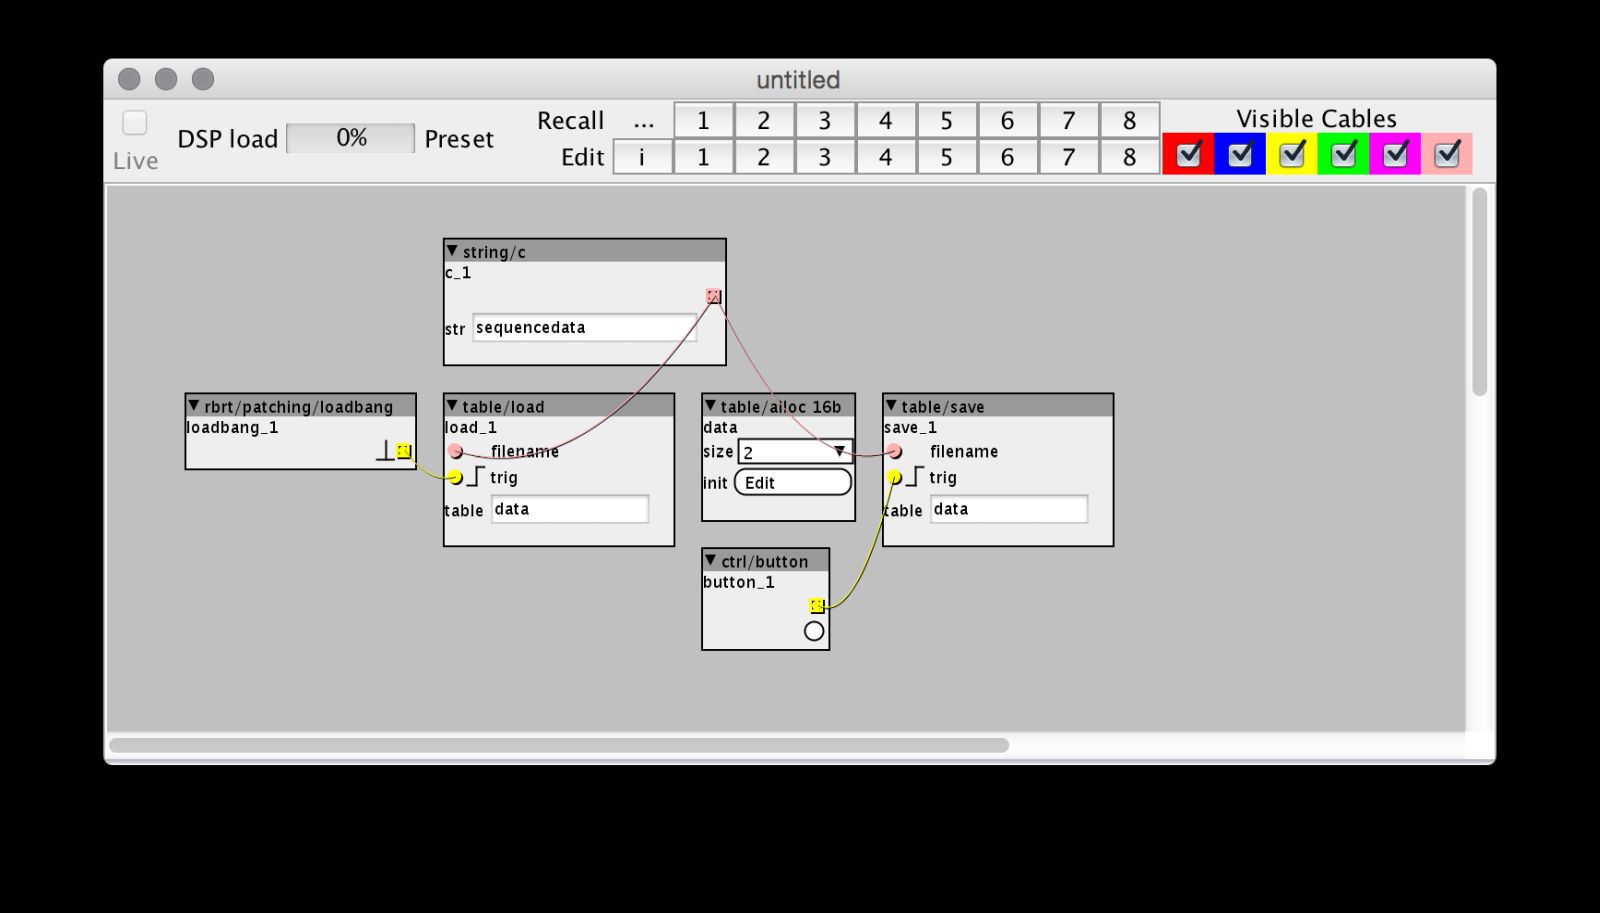 untitled
Live
DSP load 0% Preset
Recall ... 1 2 3 4 5 6 7 8
Edit i 1 2 3 4 5 6 7 8
Visible Cables
string/c
c_1
str sequencedata
rbrt/patching/loadbang
loadbang_1
table/load
load_1
filename
trig
table data
table/alloc 16b
data
size 2
init Edit
table/save
save_1
filename
trig
table data
ctrl/button
button_1